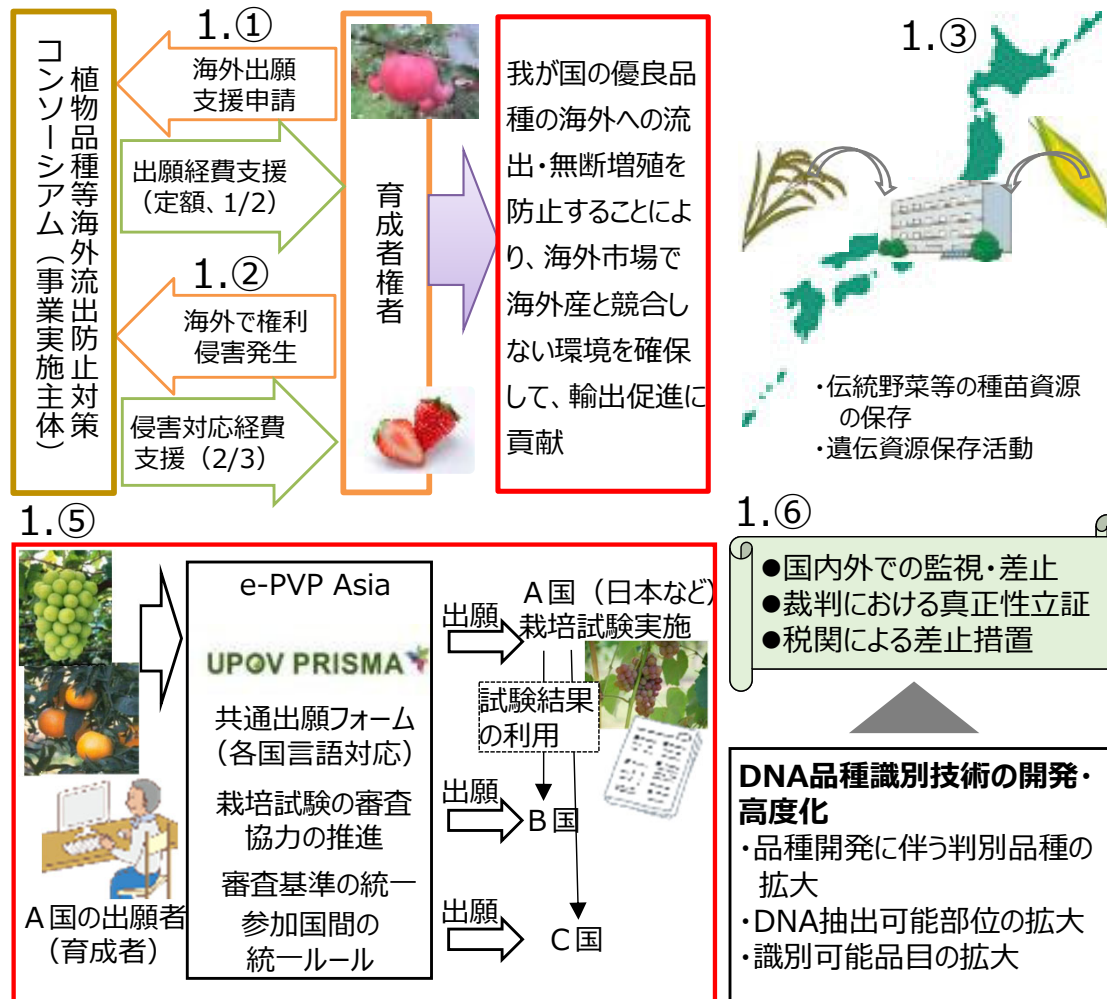 植物品種等海外流出防止対策
コンソーシアム（事業実施主体）
1.①
海外出願
支援申請
出願経費支援
（定額、1/2）
1.②
海外で権利
侵害発生
侵害対応経費
支援（2/3）
育成者権者
我が国の優良品
種の海外への流
出・無断増殖を
防止することによ
り、海外市場で
海外産と競合し
ない環境を確保
して、輸出促進に
貢献
1.③
・伝統野菜等の種苗資源
の保存
・遺伝資源保存活動
1.⑤
A国の出願者
（育成者）
e-PVP Asia
UPOV PRISMA
共通出願フォーム
（各国言語対応）
栽培試験の審査
協力の推進
審査基準の統一
参加国間の
統一ルール
出願
A国（日本など）
栽培試験実施
試験結果
の利用
出願
B国
出願
C国
1.⑥
●国内外での監視・差止
●裁判における真正性立証
●税関による差止措置
DNA品種識別技術の開発・
高度化
・品種開発に伴う判別品種の
拡大
・DNA抽出可能部位の拡大
・識別可能品目の拡大